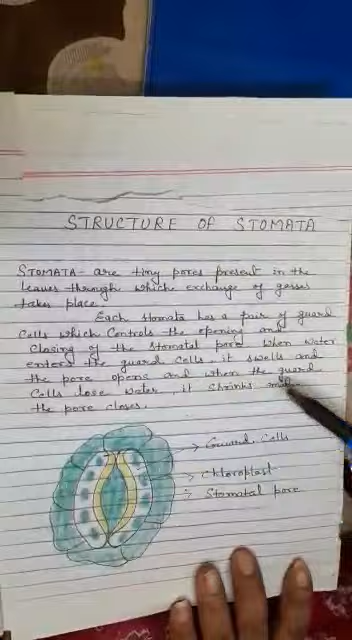 STRUCTURE OF STOMATA
STOMATA - are tiny pores present in the
leaves through which exchange of gasses
takes place.
Each stomata has a pair of guard
Cells which Controls the opening and
Closing of the Stomatal pore. When water
enters the guard Cells, it swells and
the pore opens and when the guard
Cells lose water, it shrinks and
the pore closes.
Guard Cells
Chloroplast
Stomatal pore